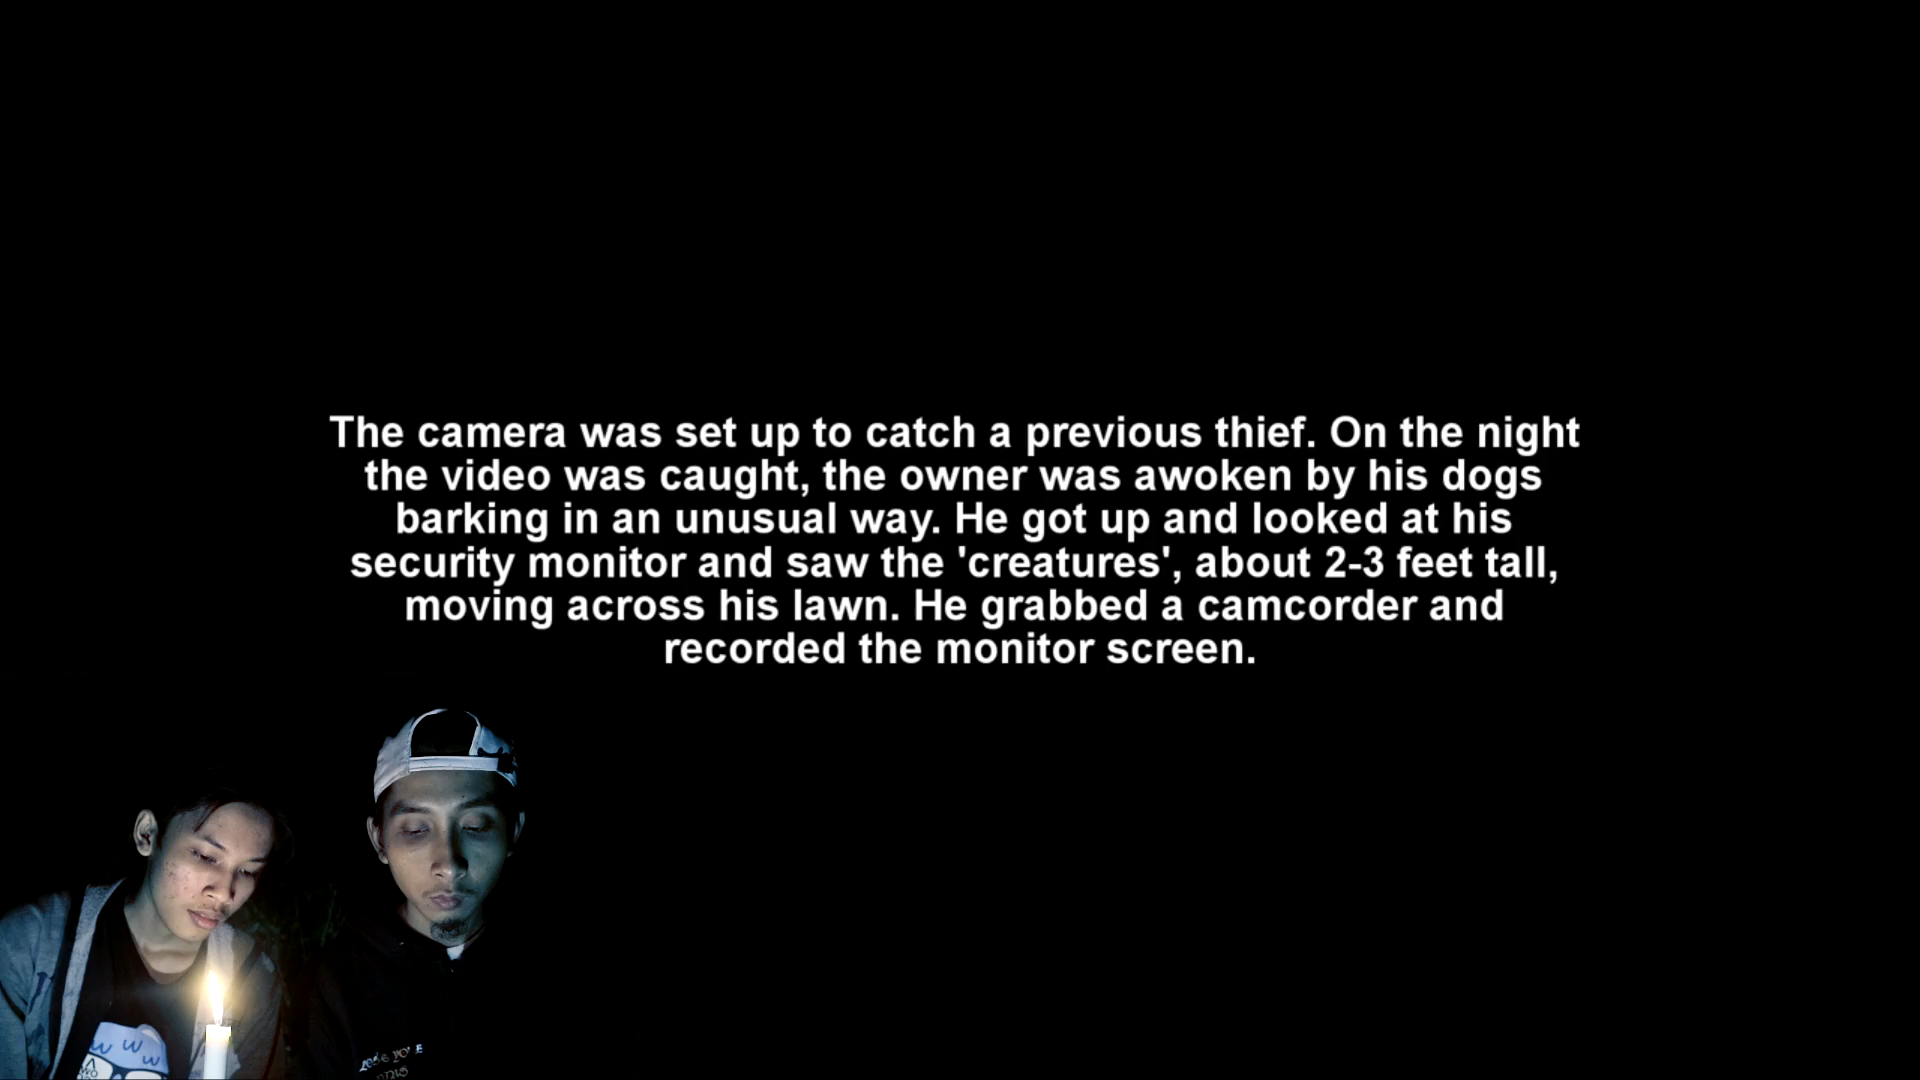 The camera was set up to catch a previous thief. On the night
the video was caught, the owner was awoken by his dogs
barking in an unusual way. He got up and looked at his
security monitor and saw the 'creatures', about 2-3 feet tall,
moving across his lawn. He grabbed a camcorder and
recorded the monitor screen.